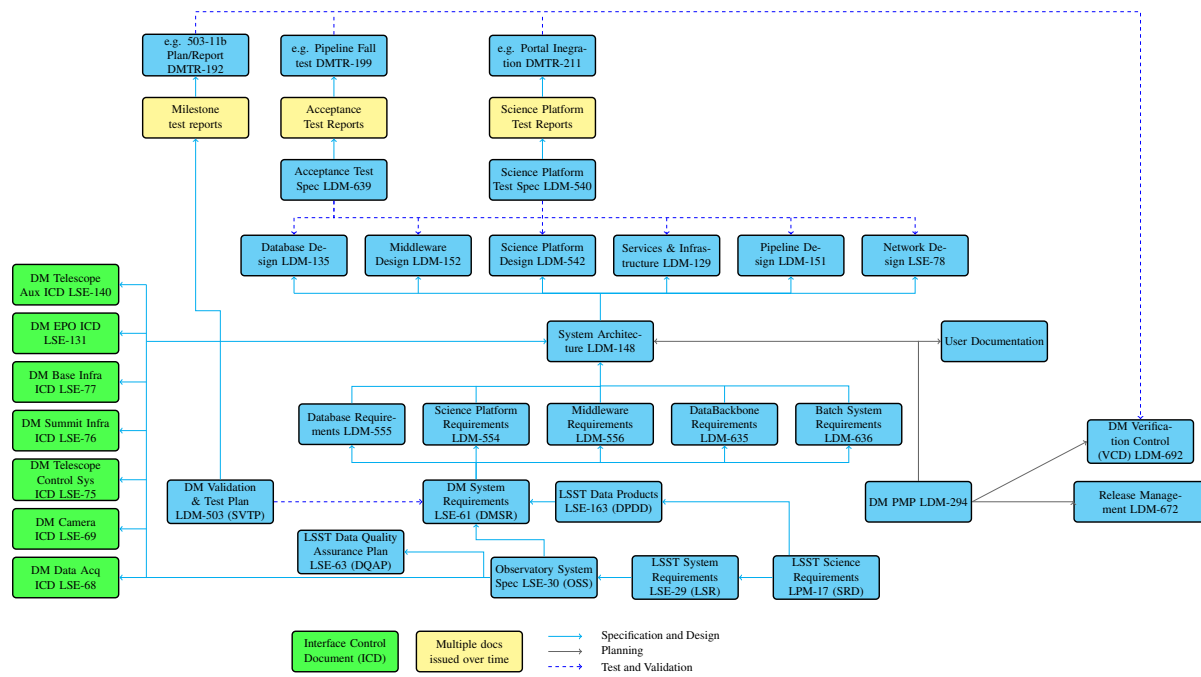 e.g. 503-11b
Plan/Report
DMTR-192
e.g. Pipeline Fall
test DMTR-199
e.g. Portal Inegration
DMTR-211
Milestone
test reports
Acceptance
Test Reports
Science Platform
Test Reports
Acceptance Test
Spec LDM-639
Science Platform
Test Spec LDM-540
Database De-
sign LDM-135
Middleware
Design LDM-152
Science Platform
Design LDM-542
Services & Infras-
tructure LDM-129
Pipeline De-
sign LDM-151
Network De-
sign LSE-78
DM Telescope
Aux ICD LSE-140
DM EPO ICD
LSE-131
DM Base Infra
ICD LSE-77
DM Summit Infra
ICD LSE-76
DM Telescope
Control Sys
ICD LSE-75
DM Camera
ICD LSE-69
DM Data Acq
ICD LSE-68
System Architec-
ture LDM-148
User Documentation
Database Require-
ments LDM-555
Science Platform
Requirements
LDM-554
Middleware
Requirements
LDM-556
DataBackbone
Requirements
LDM-635
Batch System
Requirements
LDM-636
DM Verific-
ation Control
(VCD) LDM-692
DM Validation
& Test Plan
LDM-503 (SVTP)
DM System
Requirements
LSE-61 (DMSR)
LSST Data Products
LSE-163 (DPDD)
DM PMP LDM-294
Release Manage-
ment LDM-672
LSST Data Quality
Assurance Plan
LSE-63 (DQAP)
Observatory System
Spec LSE-30 (OSS)
LSST System
Requirements
LSE-29 (LSR)
LSST Science
Requirements
LPM-17 (SRD)
Interface Control
Document (ICD)
Multiple docs
issued over time
Specification and Design
Planning
Test and Validation